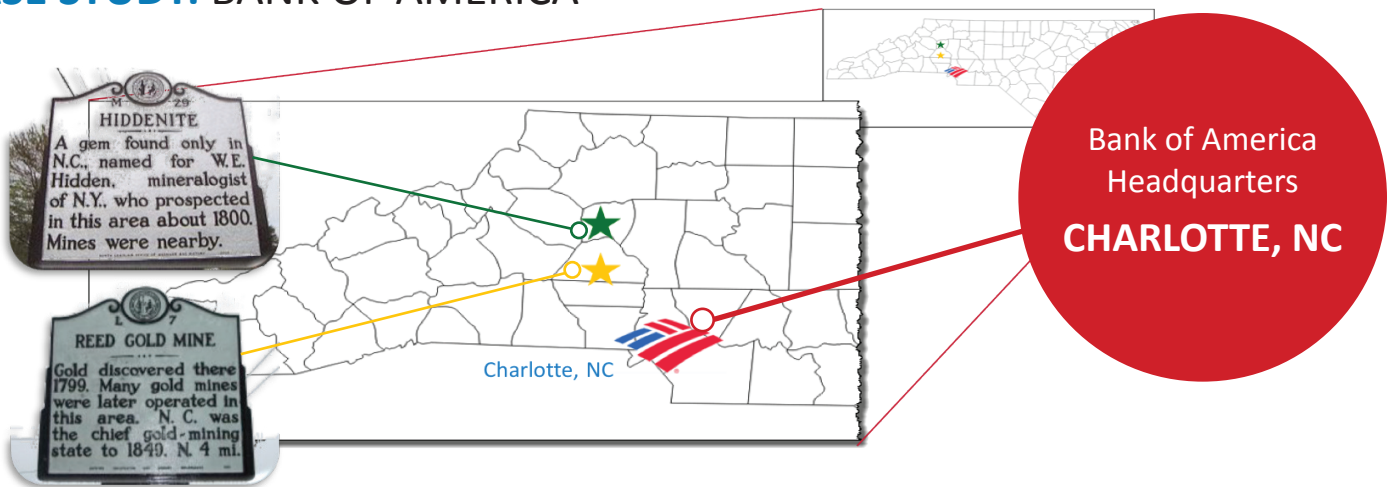 ASE STUDY: BANK OF AMERICA
M 29
HIDDENITE
A gem found only in
N.C., named for W. E.
Hidden, mineralogist
of N.Y., who prospected
in this area about 1800.
Mines were nearby.
L 7
REED GOLD MINE
Gold discovered there
1799. Many gold mines
were later operated in
this area. N. C. was
the chief gold-mining
state to 1849. N. 4 mi.
Charlotte, NC
Bank of America
Headquarters
CHARLOTTE, NC